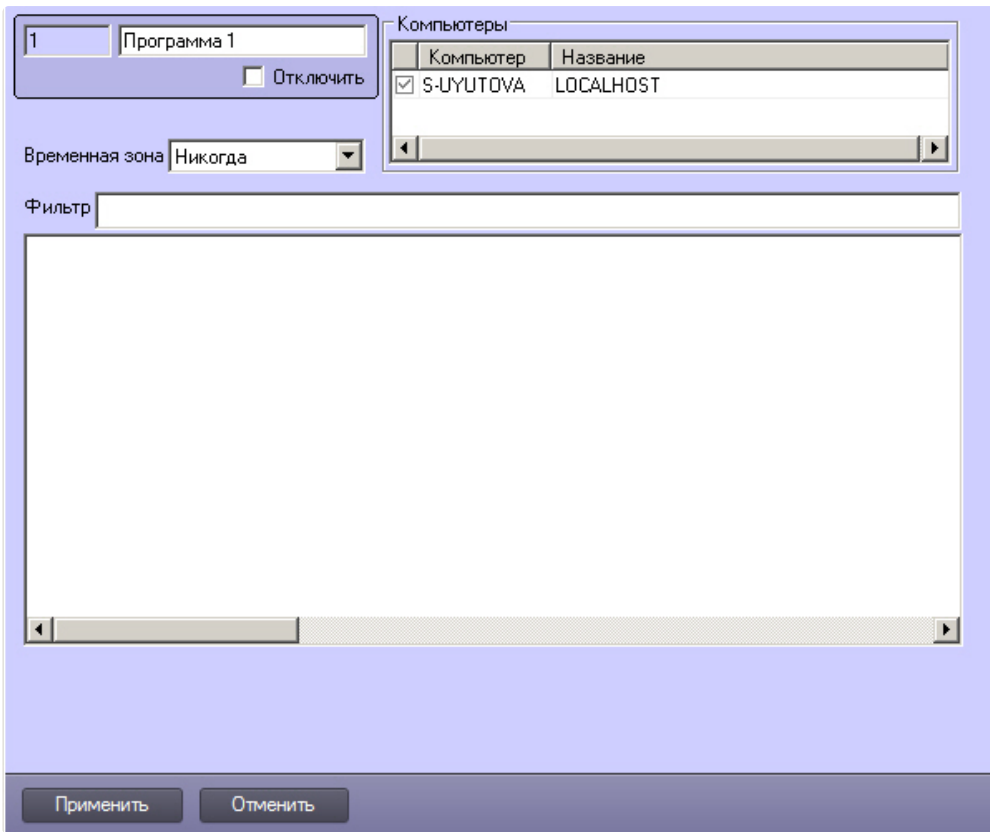 1
Программа 1
Отключить
Компьютеры
Компьютер Название
S-UYUTOVA LOCALHOST
Временная зона Никогда
Фильтр
Применить Отменить